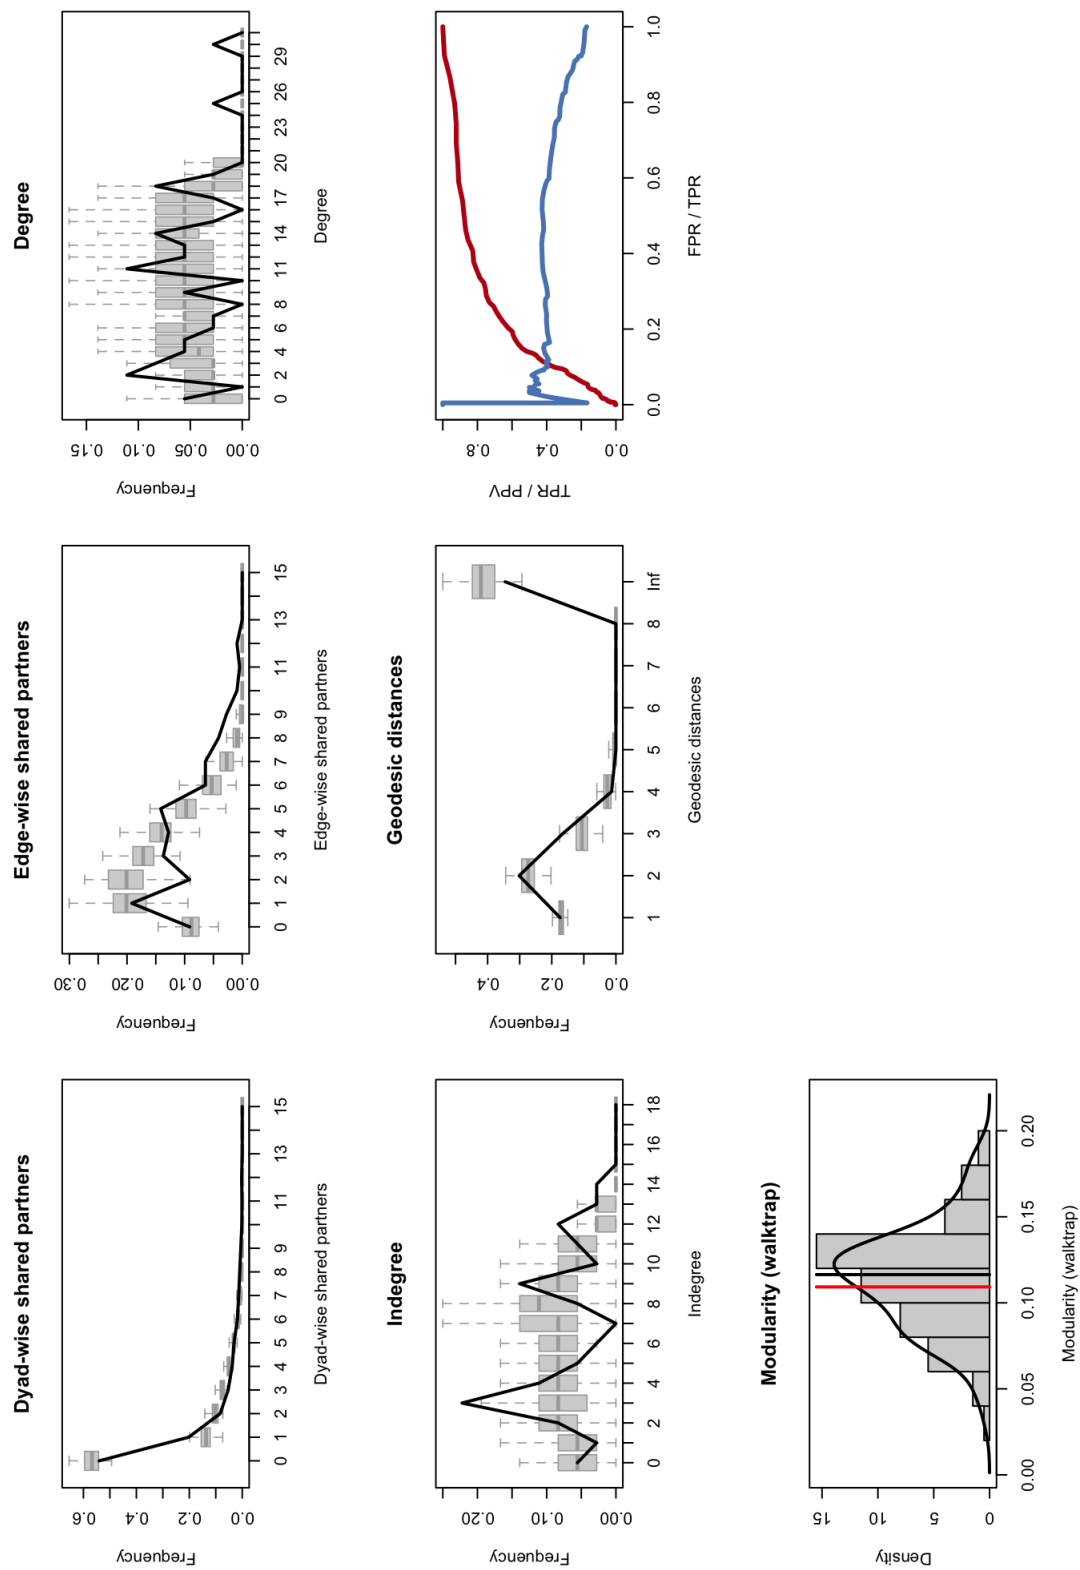 Dyad-wise shared partners
Frequency
0.0 0.2 0.4 0.6
0 1 2 3 4 5 6 7 8 9 11 13 15
Dyad-wise shared partners
Edge-wise shared partners
Frequency
0.00 0.10 0.20 0.30
0 1 2 3 4 5 6 7 8 9 11 13 15
Edge-wise shared partners
Degree
Frequency
0.00 0.05 0.10 0.15
0 2 4 6 8 11 14 17 20 23 26 29
Degree
Indegree
Frequency
0.00 0.10 0.20
0 2 4 6 8 10 12 14 16 18
Indegree
Geodesic distances
Frequency
0.0 0.2 0.4
1 2 3 4 5 6 7 8 Inf
Geodesic distances
TPR / PPV
0.0 0.4 0.8
0.0 0.2 0.4 0.6 0.8 1.0
FPR / TPR
Modularity (walktrap)
Density
0 5 10 15
0.00 0.05 0.10 0.15 0.20
Modularity (walktrap)